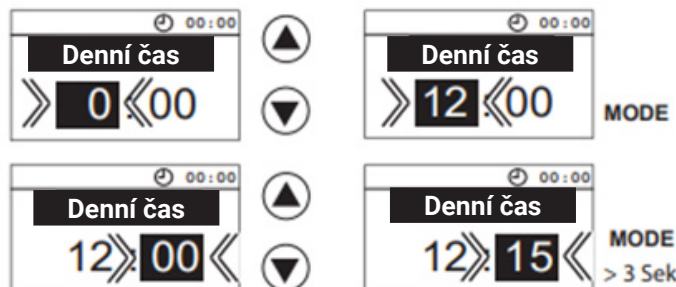 00:00
Denní čas
0:00
00:00
Denní čas
12:00
MODE
00:00
Denní čas
12:00
00:00
Denní čas
12:15
MODE
> 3 Sek